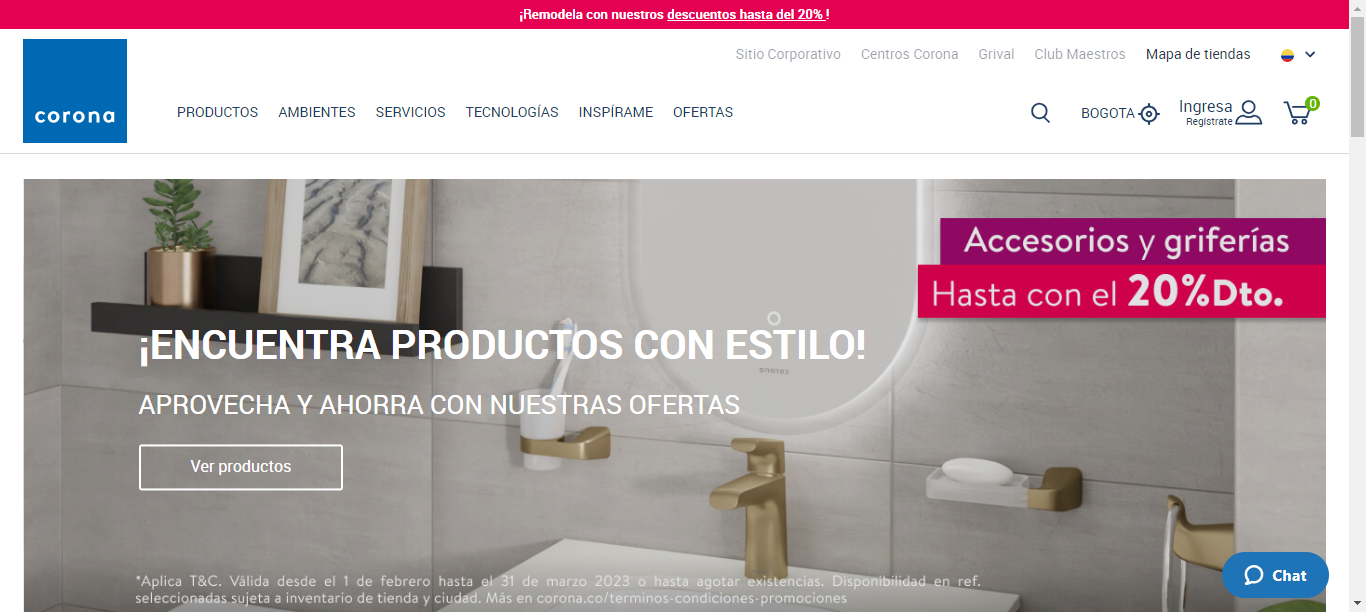 ¡Remodela con nuestros descuentos hasta del 20% !
Sitio Corporativo Centros Corona Grival Club Maestros Mapa de tiendas
corona
PRODUCTOS AMBIENTES SERVICIOS TECNOLOGÍAS INSPÍRAME OFERTAS
BOGOTA
Ingresa
Regístrate
0
Accesorios y griferías
Hasta con el 20%Dto.
¡ENCUENTRA PRODUCTOS CON ESTILO!
corona
APROVECHA Y AHORRA CON NUESTRAS OFERTAS
Ver productos
*Aplica T&C. Válida desde el 1 de febrero hasta el 31 de marzo 2023 o hasta agotar existencias. Disponibilidad en ref.
seleccionadas sujeta a inventario de tienda y ciudad. Más en corona.co/terminos-condiciones-promociones
Chat